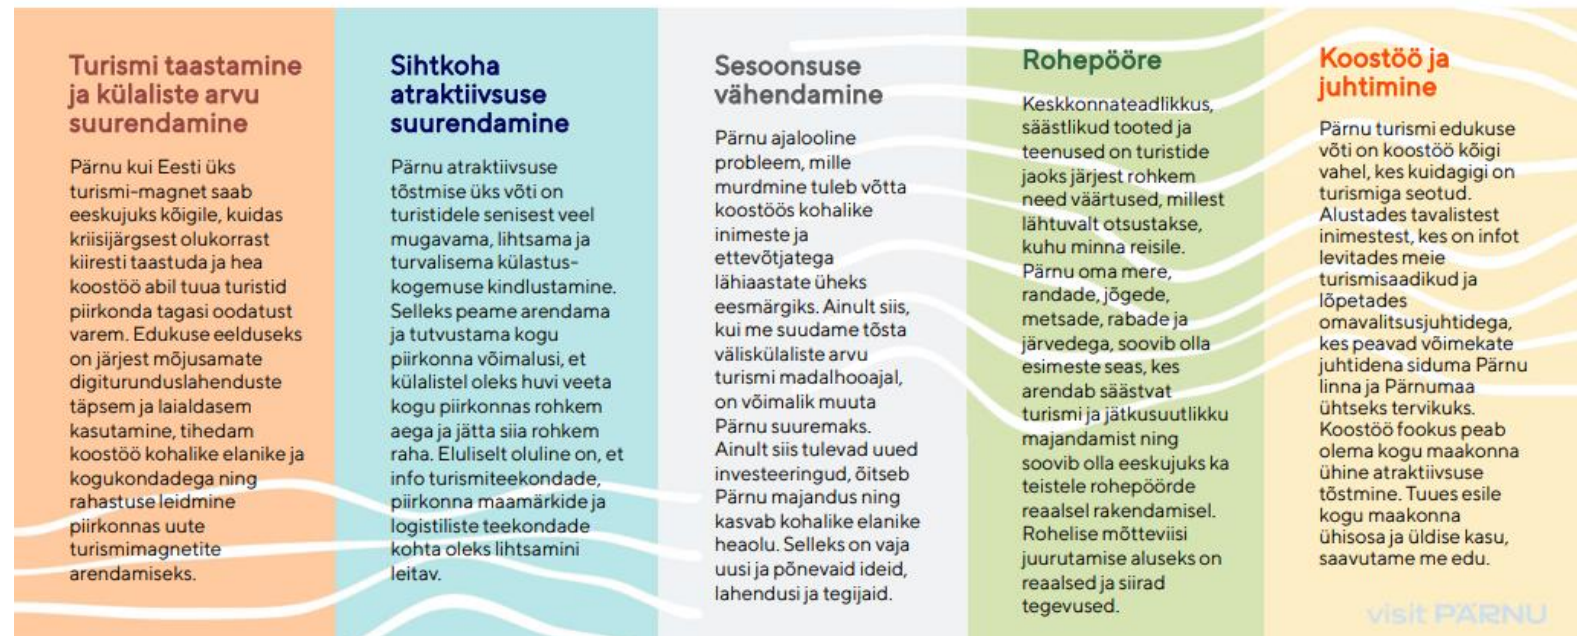 Turismi taastamine
ja külaliste arvu
suurendamine
Pärnu kui Eesti üks
turismi-magnet saab
eeskujuks kõigile, kuidas
kriisijärgsest olukorrast
kiiresti taastuda ja hea
koostöö abil tuua turistid
piirkonda tagasi oodatust
varem. Edukuse eelduseks
on järjest mõjusamate
digiturunduslahenduste
täpsem ja laialdasem
kasutamine, tihedam
koostöö kohalike elanike ja
kogukondadega ning
rahastuse leidmine
piirkonnas uute
turismimagnetite
arendamiseks.
Sihtkoha
atraktiivsuse
suurendamine
Pärnu atraktiivsuse
tõstmise üks võti on
turistidele senisest veel
mugavama, lihtsama ja
turvalisema külastus-
kogemuse kindlustamine.
Selleks peame arendama
ja tutvustama kogu
piirkonna võimalusi, et
külalistel oleks huvi veeta
kogu piirkonnas rohkem
aega ja jätta siia rohkem
raha. Eluliselt oluline on, et
info turismiteekondade,
piirkonna maamärkide ja
logistiliste teekondade
kohta oleks lihtsamini
leitav.
Sesoonsuse
vähendamine
Pärnu ajalooline
probleem, mille
murdmine tuleb võtta
koostöös kohalike
inimeste ja
ettevõtjatega
lähiaastate üheks
eesmärgiks. Ainult siis,
kui me suudame tõsta
väliskülaliste arvu
turismi madalhooajal,
on võimalik muuta
Pärnu suuremaks.
Ainult siis tulevad uued
investeeringud, õitseb
Pärnu majandus ning
kasvab kohalike elanike
heaolu. Selleks on vaja
uusi ja põnevaid ideid,
lahendusi ja tegijaid.
Rohepööre
Keskkonnateadlikkus,
säästlikud tooted ja
teenused on turistide
jaoks järjest rohkem
need väärtused, millest
lähtuvalt otsustakse,
kuhu minna reisile.
Pärnu oma mere,
randade, jõgede,
metsade, rabade ja
järvedega, soovib olla
esimeste seas, kes
arendab säästvat
turismi ja jätkusuutlikku
majandamist ning
soovib olla eeskujuks ka
teistele rohepöörde
reaalsel rakendamisel.
Rohelise mõtteviisi
juurutamise aluseks on
reaalsed ja siirad
tegevused.
Koostöö ja
juhtimine
Pärnu turismi edukuse
võti on koostöö kõigi
vahel, kes kuidagigi on
turismiga seotud.
Alustades tavalistest
inimestest, kes on infot
levitades meie
turismisaadikud ja
lõpetades
omavalitsusjuhtidega,
kes peavad võimekate
juhtidena siduma Pärnu
linna ja Pärnumaa
ühtseks tervikuks.
Koostöö fookus peab
olema kogu maakonna
ühine atraktiivsuse
tõstmine. Tuues esile
kogu maakonna
ühisosa ja üldise kasu,
saavutame me edu.
visit PÄRNU